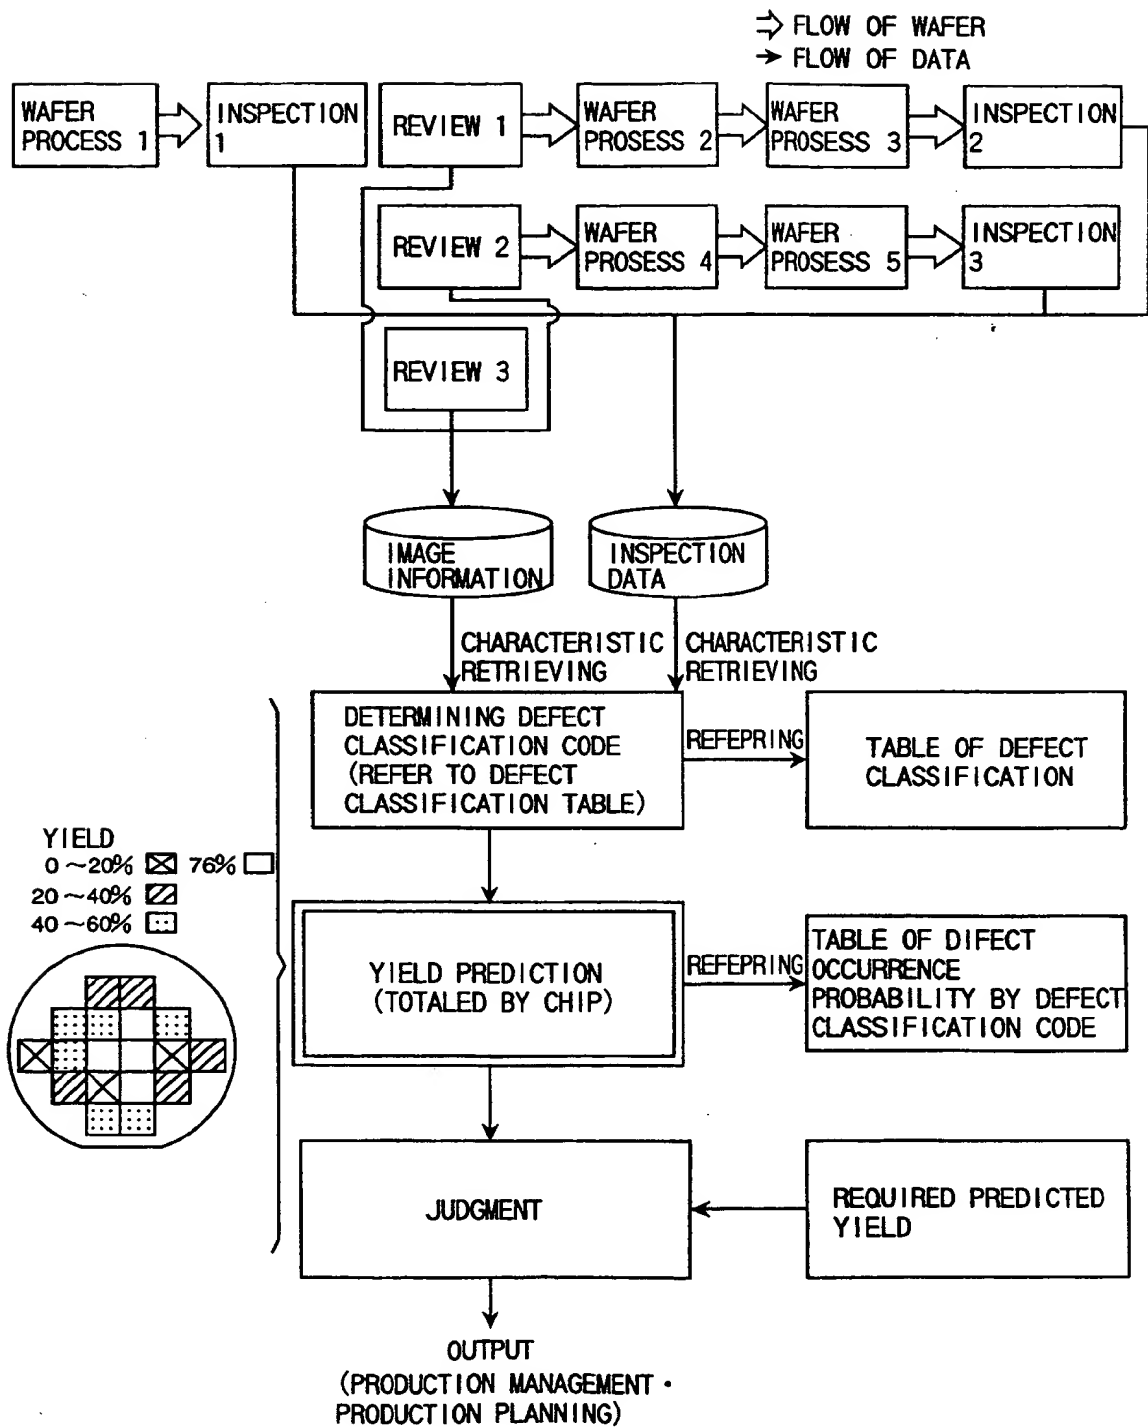 FLOW OF WAFER
FLOW OF DATA
WAFER
PROCESS 1
INSPECTION
1
REVIEW 1
WAFER
PROSESS 2
WAFER
PROSESS 3
INSPECTION
2
REVIEW 2
WAFER
PROSESS 4
WAFER
PROSESS 5
INSPECTION
3
REVIEW 3
IMAGE
INFORMATION
INSPECTION
DATA
CHARACTERISTIC
RETRIEVING
CHARACTERISTIC
RETRIEVING
DETERMINING DEFECT
CLASSIFICATION CODE
(REFER TO DEFECT
CLASSIFICATION TABLE)
REFEPRING
TABLE OF DEFECT
CLASSIFICATION
YIELD
0~20% 76%
20~40%
40~60%
YIELD PREDICTION
(TOTALED BY CHIP)
REFEPRING
TABLE OF DIFECT
OCCURRENCE
PROBABILITY BY DEFECT
CLASSIFICATION CODE
JUDGMENT
REQUIRED PREDICTED
YIELD
OUTPUT
(PRODUCTION MANAGEMENT・
PRODUCTION PLANNING)